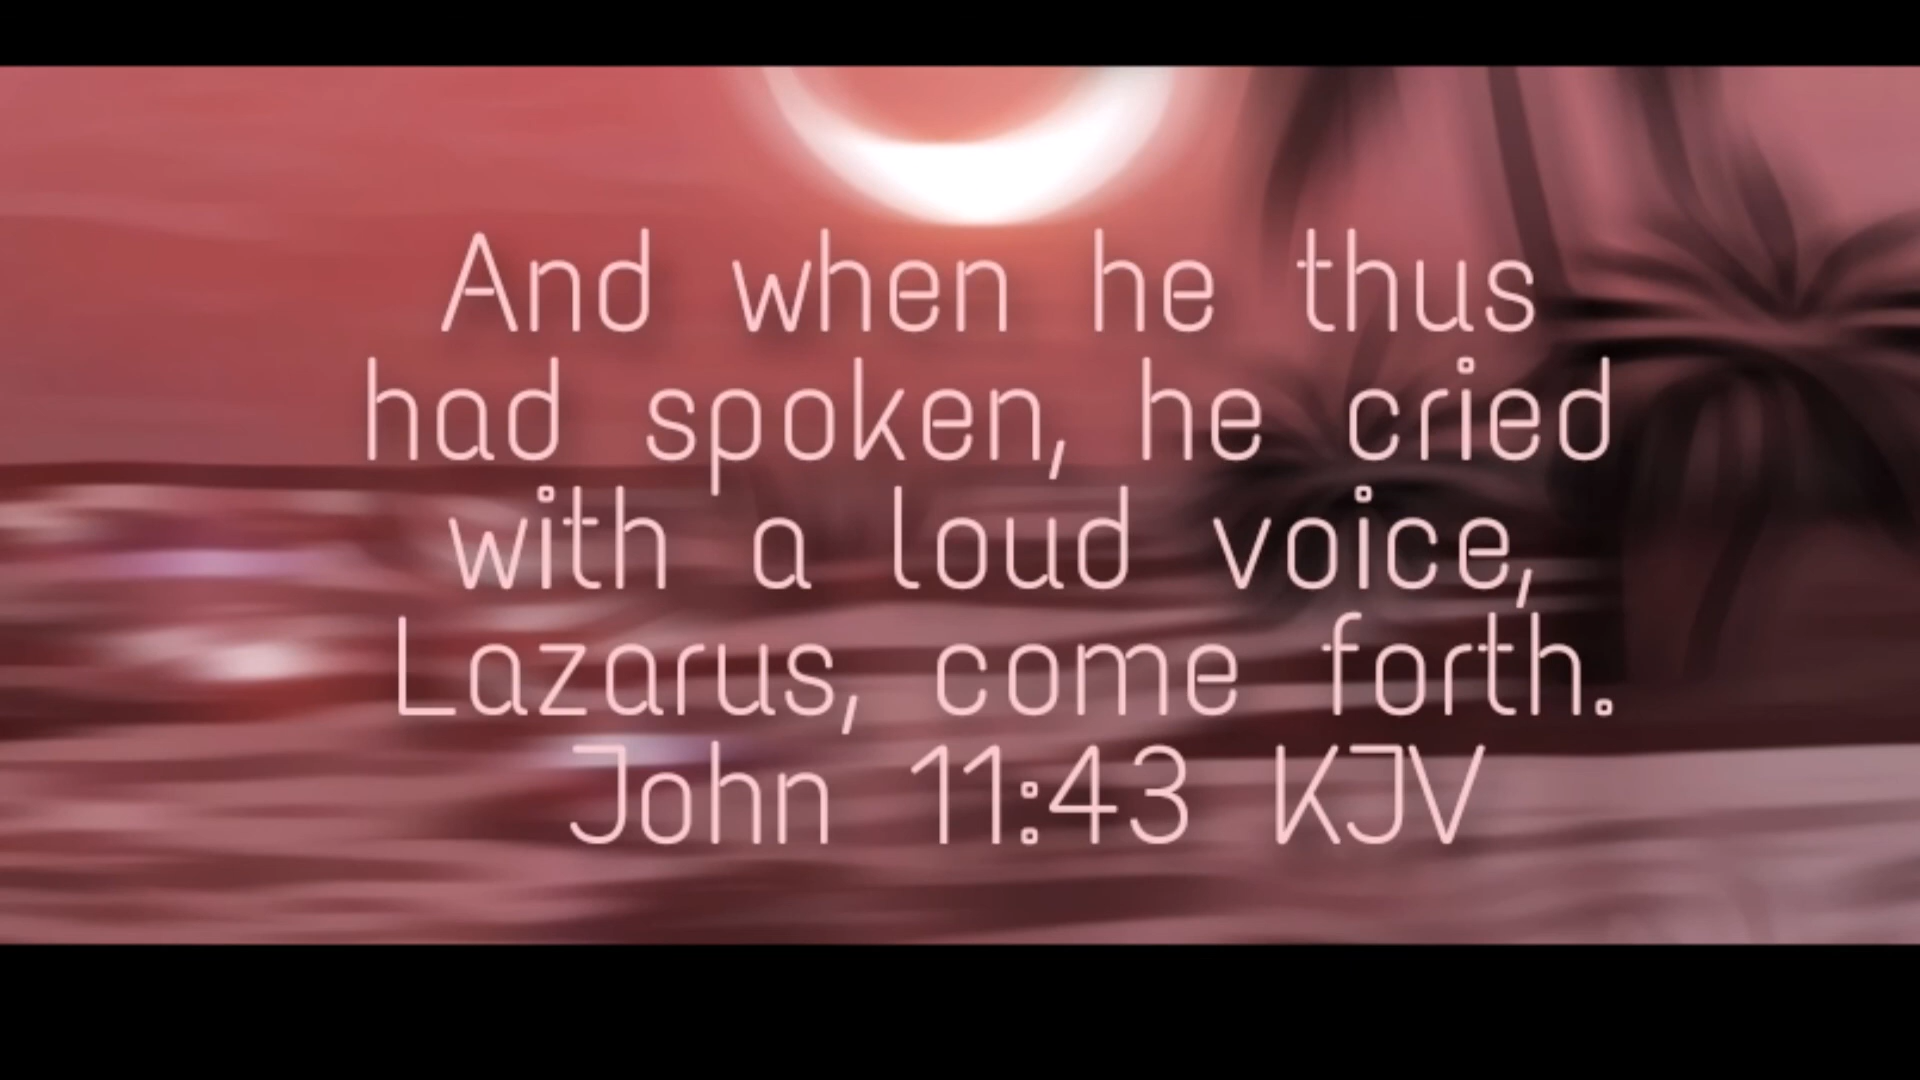 And when he thus
had spoken, he cried
with a loud voice,
Lazarus, come forth.
John 11:43 KJV